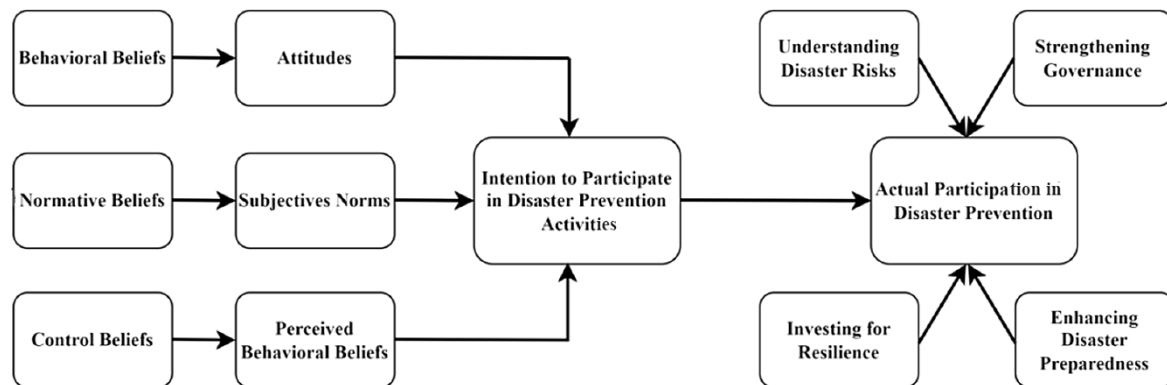 Behavioral Beliefs
Attitudes
Understanding
Disaster Risks
Strengthening
Governance
Normative Beliefs
Subjectives Norms
Intention to Participate
in Disaster Prevention
Activities
Actual Participation in
Disaster Prevention
Control Beliefs
Perceived
Behavioral Beliefs
Investing for
Resilience
Enhancing
Disaster
Preparedness